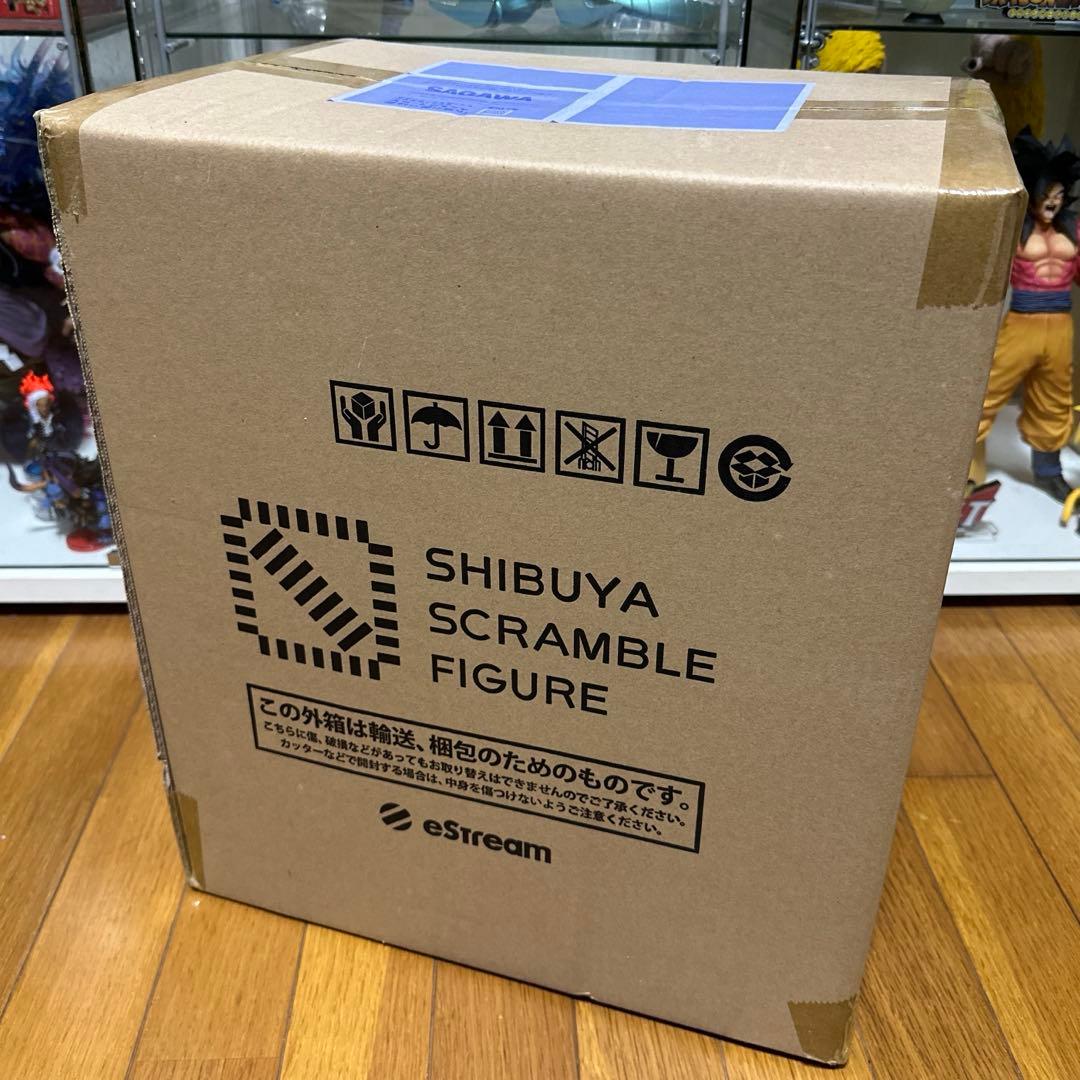 SAGAWA
SHIBUYA
SCRAMBLE
FIGURE
この外箱は輸送、梱包のためのものです。
こちらに傷、破損などがあってもお取り替えはできませんのでご了承ください。
カッターなどで開封する場合は、中身を傷つけないようご注意ください。
eStream